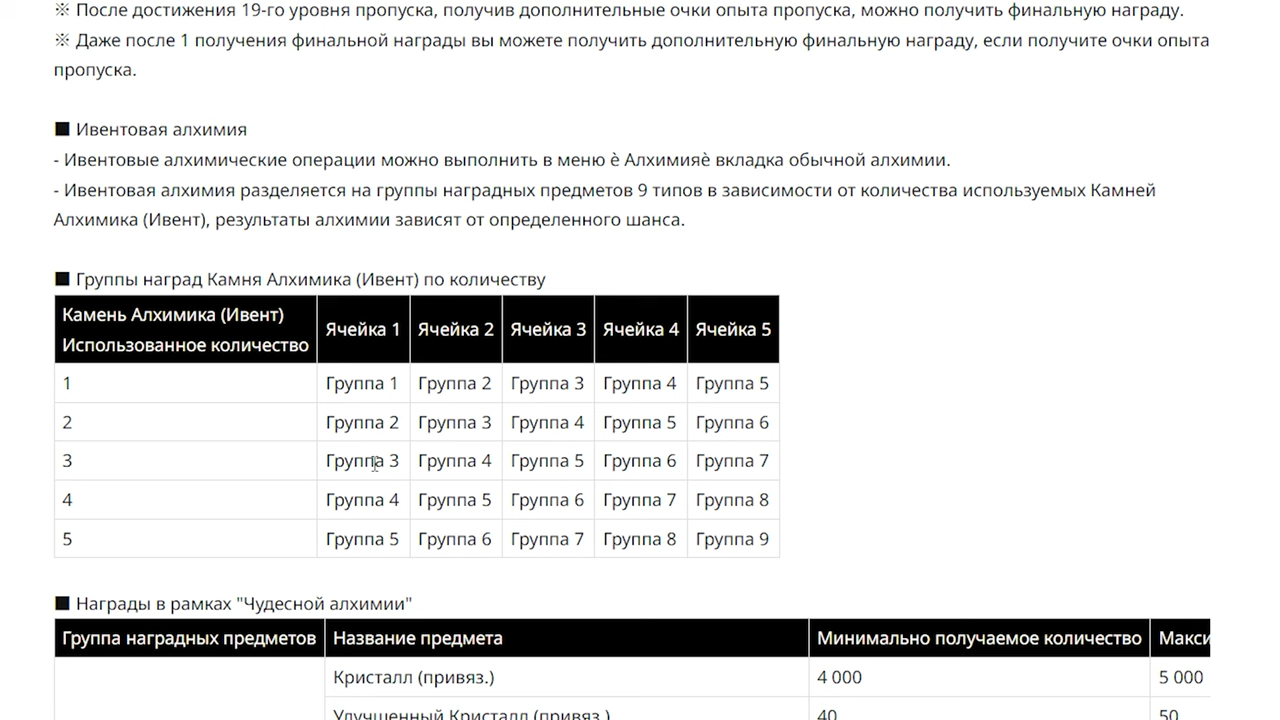 ※ После достижения 19-го уровня пропуска, получив дополнительные очки опыта пропуска, можно получить финальную награду.
※ Даже после 1 получения финальной награды вы можете получить дополнительную финальную награду, если получите очки опыта
пропуска.
■ Ивентовая алхимия
- Ивентовые алхимические операции можно выполнить в меню è Алхимияè вкладка обычной алхимии.
- Ивентовая алхимия разделяется на группы наградных предметов 9 типов в зависимости от количества используемых Камней
Алхимика (Ивент), результаты алхимии зависят от определенного шанса.
■ Группы наград Камня Алхимика (Ивент) по количеству
Камень Алхимика (Ивент)
Использованное количество Ячейка 1 Ячейка 2 Ячейка 3 Ячейка 4 Ячейка 5
1 Группа 1 Группа 2 Группа 3 Группа 4 Группа 5
2 Группа 2 Группа 3 Группа 4 Группа 5 Группа 6
3 Группа 3 Группа 4 Группа 5 Группа 6 Группа 7
4 Группа 4 Группа 5 Группа 6 Группа 7 Группа 8
5 Группа 5 Группа 6 Группа 7 Группа 8 Группа 9
■ Награды в рамках "Чудесной алхимии"
Группа наградных предметов Название предмета Минимально получаемое количество Макси
Кристалл (привяз.) 4 000 5 000
Улучшенный Кристалл (привяз.) 40 50